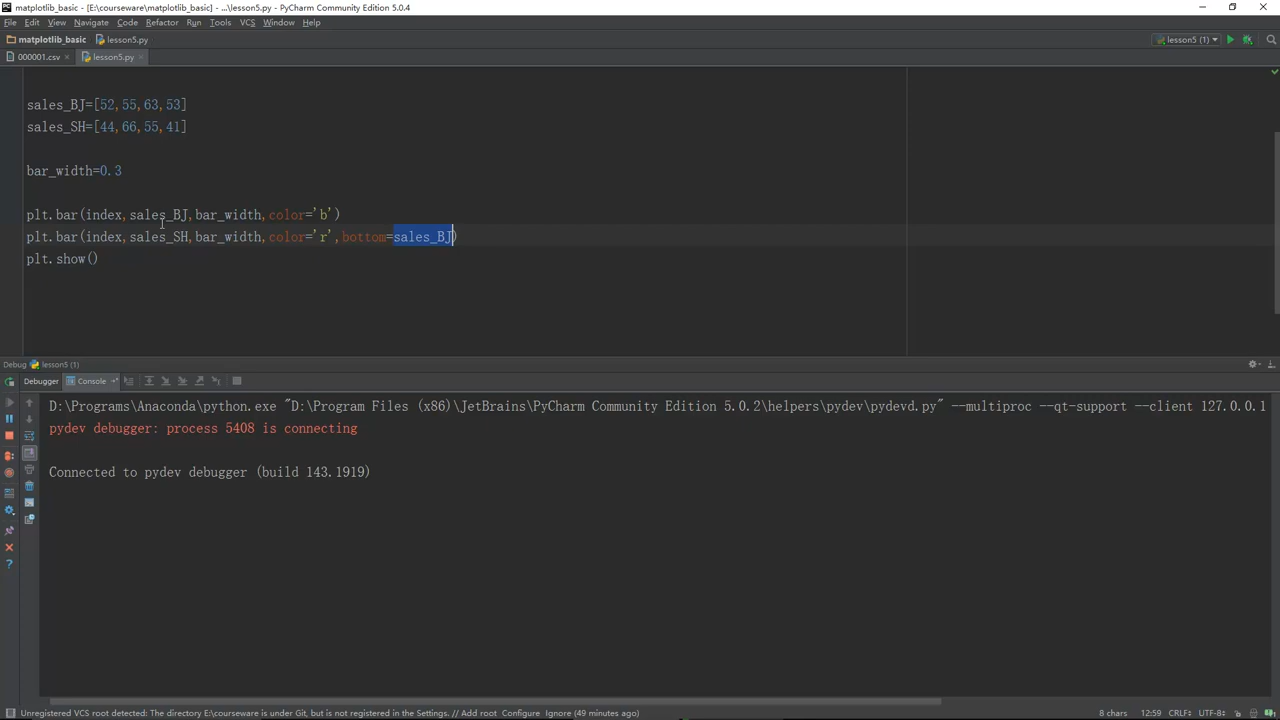 matplotlib_basic - [E:\courseware\matplotlib_basic] - ...\lesson5.py - PyCharm Community Edition 5.0.4
File Edit View Navigate Code Refactor Run Tools VCS Window Help
matplotlib_basic lesson5.py lesson5 (1)
000001.csv lesson5.py
sales_BJ=[52,55,63,53]
sales_SH=[44,66,55,41]
bar_width=0.3
plt.bar(index,sales_BJ,bar_width,color='b')
plt.bar(index,sales_SH,bar_width,color='r',bottom=sales_BJ)
plt.show()
Debug lesson5 (1)
Debugger Console
D:\Programs\Anaconda\python.exe "D:\Program Files (x86)\JetBrains\PyCharm Community Edition 5.0.2\helpers\pydev\pydevd.py" --multiproc --qt-support --client 127.0.0.1
pydev debugger: process 5408 is connecting
Connected to pydev debugger (build 143.1919)
Unregistered VCS root detected: The directory E:\courseware is under Git, but is not registered in the Settings. // Add root Configure Ignore (49 minutes ago) 8 chars 12:59 CRLF÷ UTF-8÷